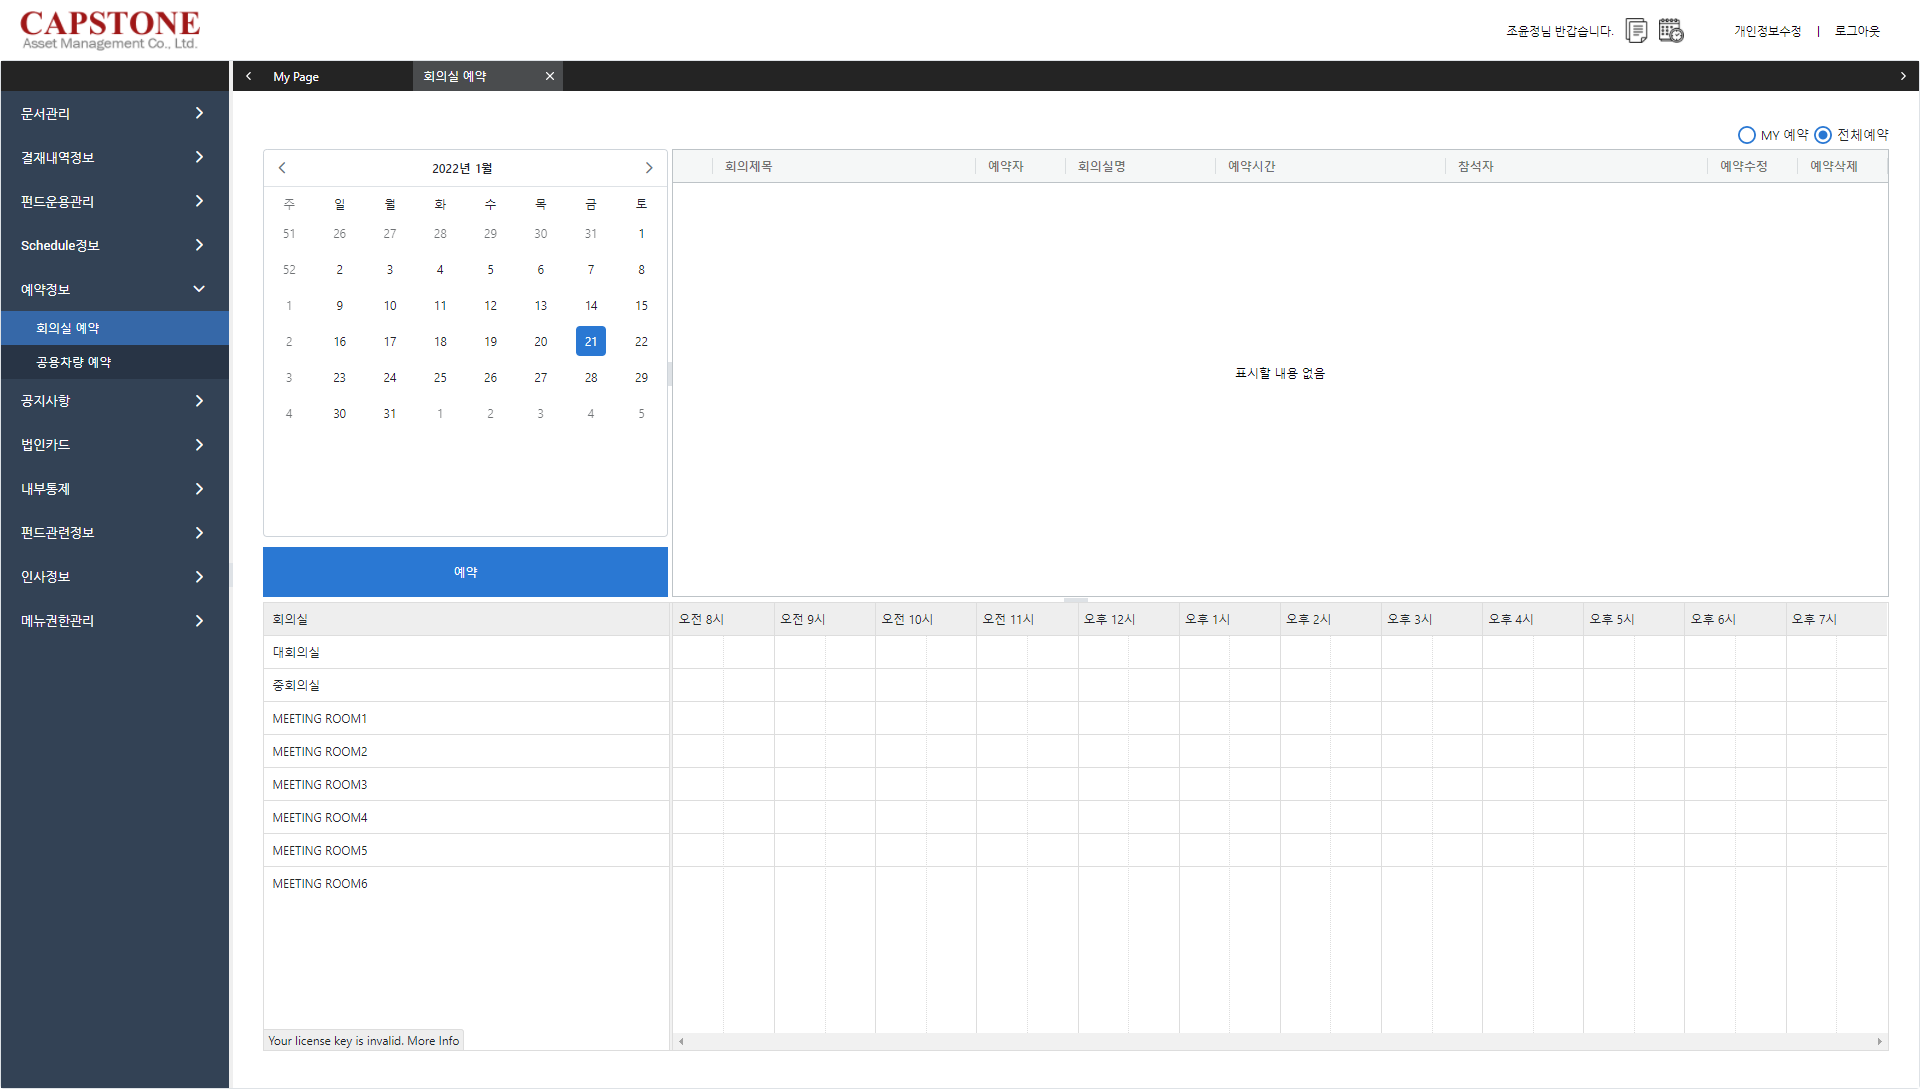 CAPSTONE
Asset Management Co., Ltd.
조윤정님 반갑습니다.
개인정보수정 | 로그아웃
My Page
회의실 예약
문서관리
결재내역정보
펀드운용관리
Schedule정보
예약정보
회의실 예약
공용차량 예약
공지사항
법인카드
내부통제
펀드관련정보
인사정보
메뉴권한관리
MY 예약 전체예약
2022년 1월
주 일 월 화 수 목 금 토
51 26 27 28 29 30 31 1
52 2 3 4 5 6 7 8
1 9 10 11 12 13 14 15
2 16 17 18 19 20 21 22
3 23 24 25 26 27 28 29
4 30 31 1 2 3 4 5
예약
회의제목 예약자 회의실명 예약시간 참석자 예약수정 예약삭제
표시할 내용 없음
회의실 오전 8시 오전 9시 오전 10시 오전 11시 오후 12시 오후 1시 오후 2시 오후 3시 오후 4시 오후 5시 오후 6시 오후 7시
대회의실
중회의실
MEETING ROOM1
MEETING ROOM2
MEETING ROOM3
MEETING ROOM4
MEETING ROOM5
MEETING ROOM6
Your license key is invalid. More Info